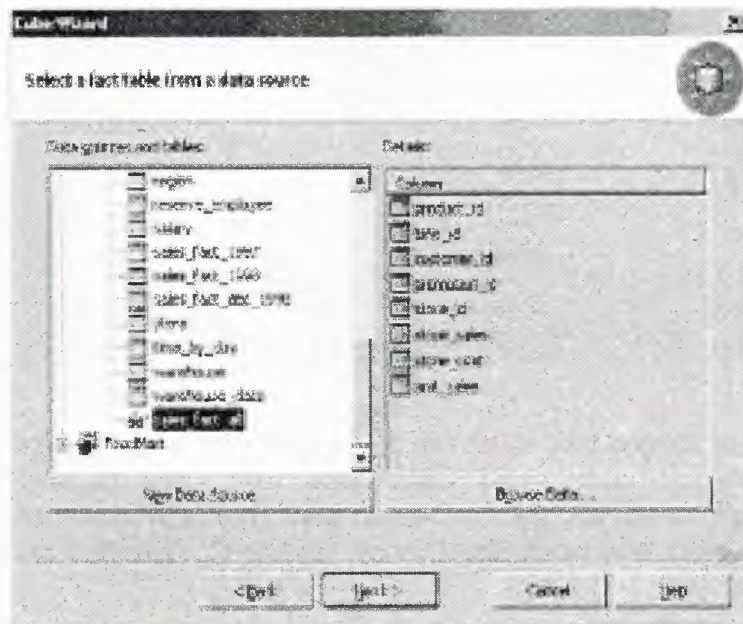 Cube Wizard
Select a fact table from a data source
Data sources and tables:
region
reserve_employee
salary
sales_fact_1997
sales_fact_1998
sales_fact_dec_1998
store
time_by_day
warehouse
FoodMart
New Data Source
Details:
Column
product_id
time_id
customer_id
promotion_id
store_id
store_sales
store_cost
unit_sales
Browse Data...
< Back
Next >
Cancel
Help